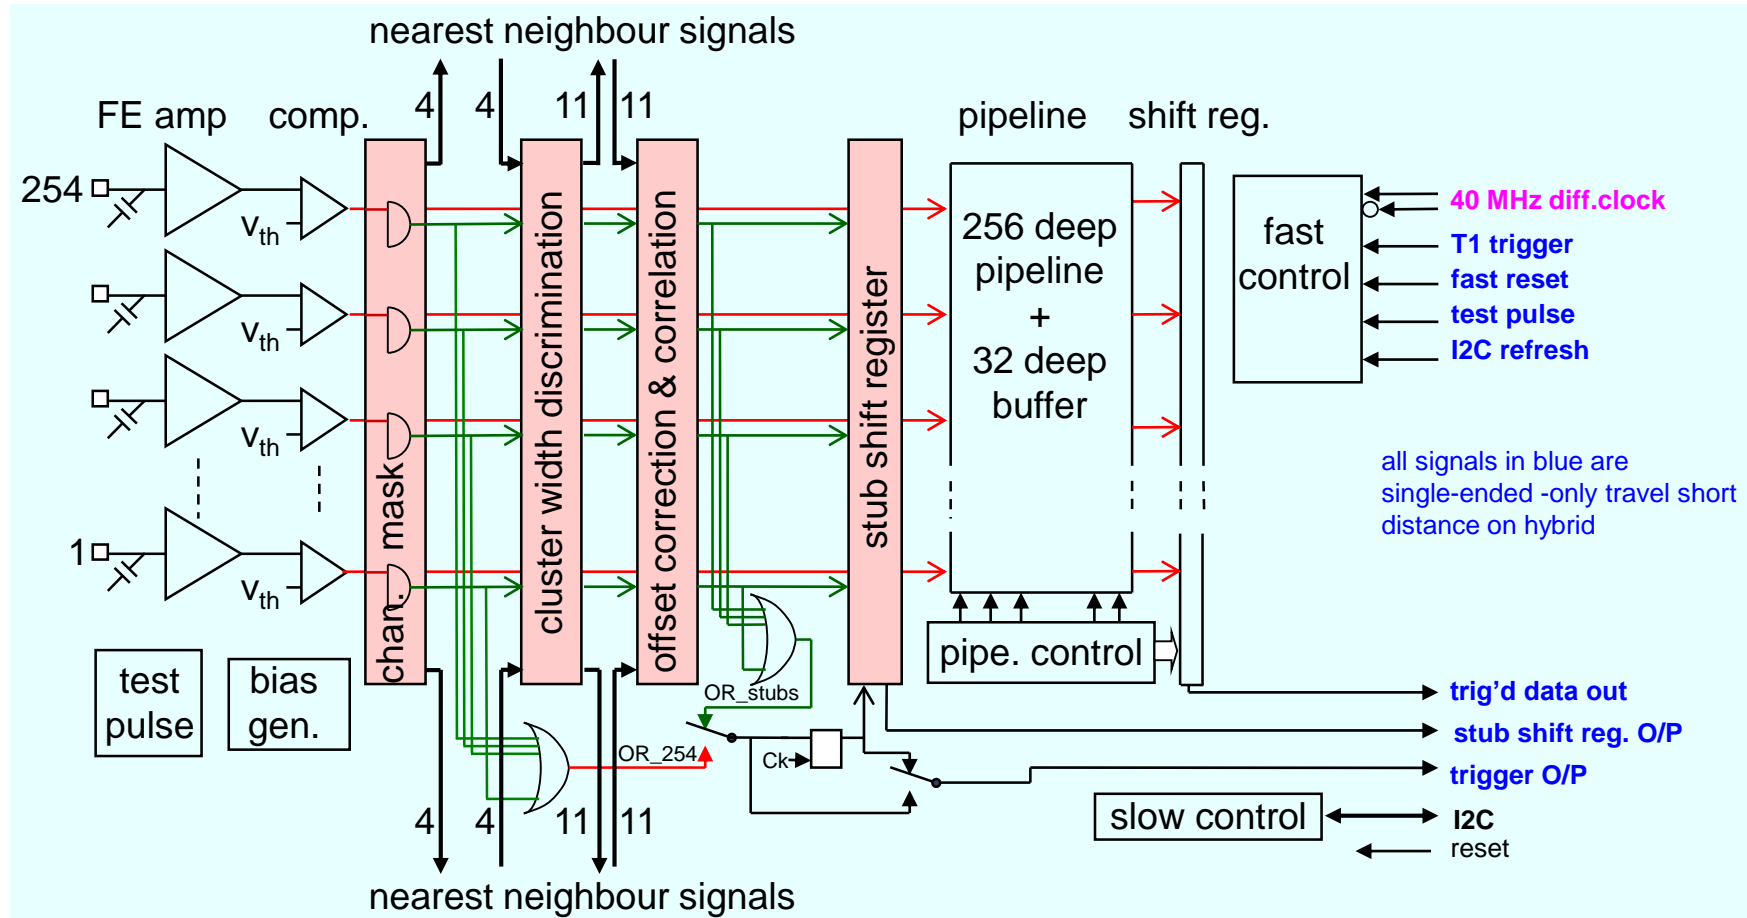 nearest neighbour signals
4 4 11 11
FE amp comp. pipeline shift reg.
254
1
Vth
Vth
Vth
Vth
chan. mask
cluster width discrimination
offset correction & correlation
stub shift register
256 deep
pipeline
+
32 deep
buffer
pipe. control
fast
control
40 MHz diff.clock
T1 trigger
fast reset
test pulse
I2C refresh
all signals in blue are
single-ended -only travel short
distance on hybrid
test
pulse
bias
gen.
OR_stubs
OR_254
Ck
trig’d data out
stub shift reg. O/P
trigger O/P
slow control
I2C
reset
4 4 11 11
nearest neighbour signals